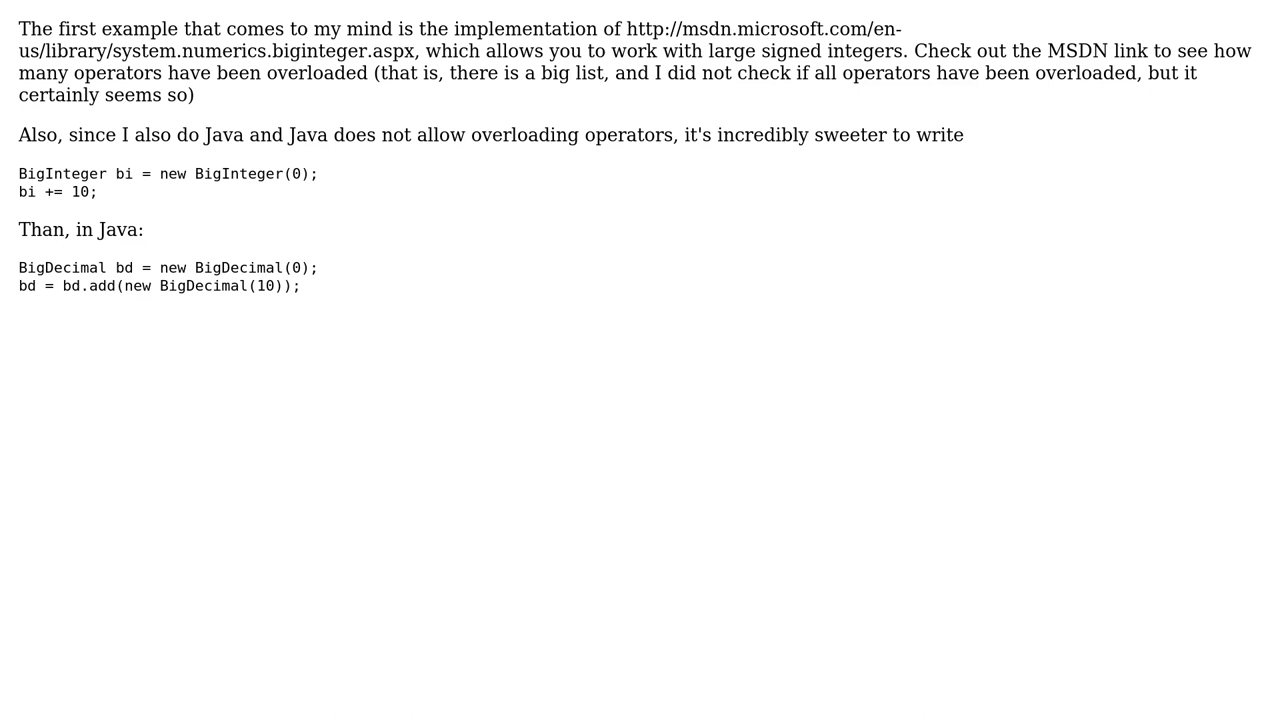 The first example that comes to my mind is the implementation of http://msdn.microsoft.com/en-
us/library/system.numerics.biginteger.aspx, which allows you to work with large signed integers. Check out the MSDN link to see how
many operators have been overloaded (that is, there is a big list, and I did not check if all operators have been overloaded, but it
certainly seems so)
Also, since I also do Java and Java does not allow overloading operators, it's incredibly sweeter to write
BigInteger bi = new BigInteger(0);
bi += 10;
Than, in Java:
BigDecimal bd = new BigDecimal(0);
bd = bd.add(new BigDecimal(10));